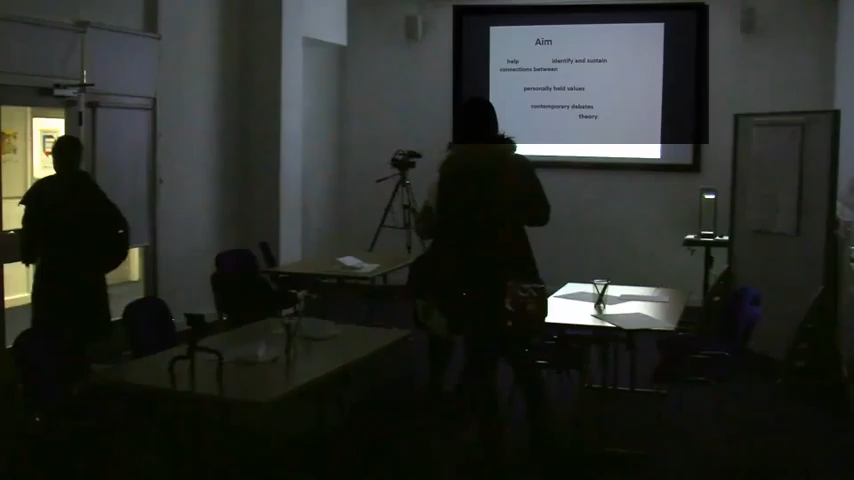 Aim
help identify and sustain
connections between
personally held values
contemporary debates
theory